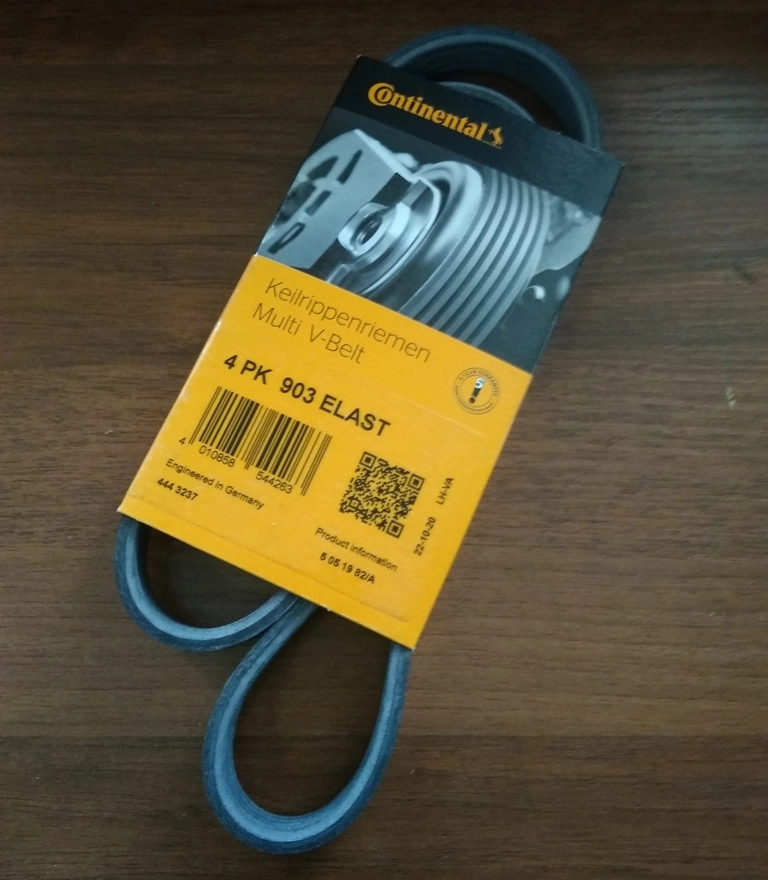 Continental
Keilrippenriemen
Multi V-Belt
5
4 PK 903 ELAST
4 010858 544263
Engineered in Germany
444 3237
Product information
5 05 19 82/A
22-10-20 LH-VA